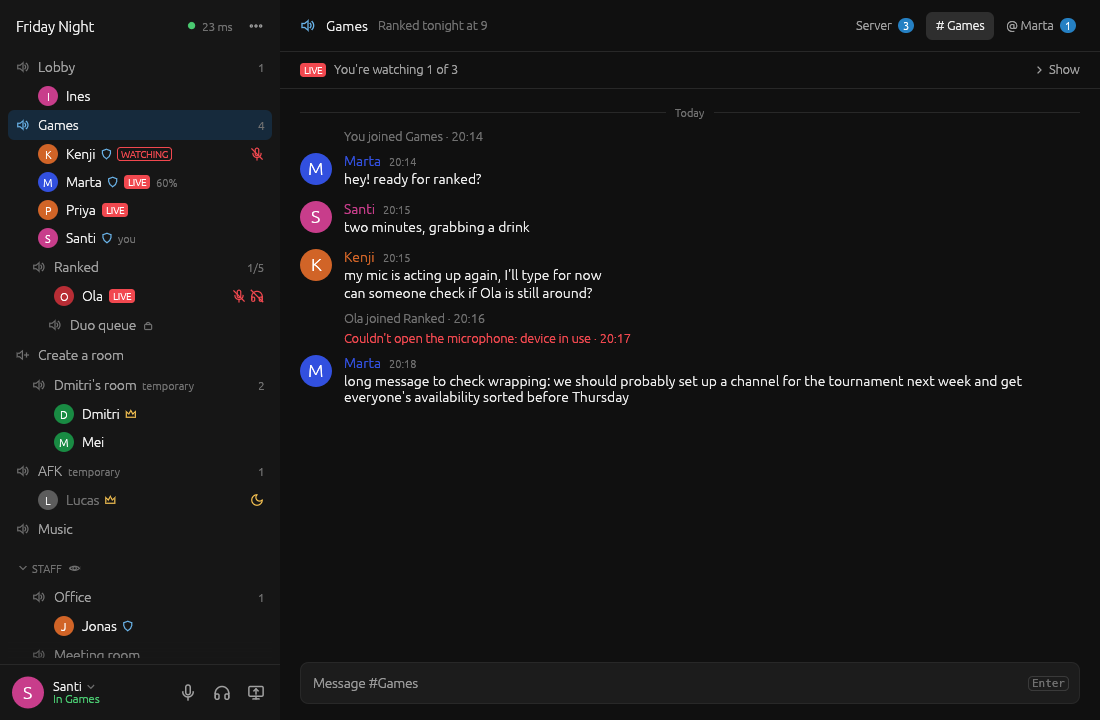 Friday Night
23 ms
Lobby 1
I Ines
Games 4
K Kenji WATCHING
M Marta LIVE 60%
P Priya LIVE
S Santi you
Ranked 1/5
O Ola LIVE
Duo queue
Create a room
Dmitri's room temporary 2
D Dmitri
M Mei
AFK temporary 1
L Lucas
Music
STAFF
Office 1
J Jonas
Meeting room
S Santi
In Games
Games Ranked tonight at 9
Server 3 # Games @ Marta 1
LIVE You're watching 1 of 3 Show
Today
You joined Games · 20:14
M Marta 20:14
hey! ready for ranked?
S Santi 20:15
two minutes, grabbing a drink
K Kenji 20:15
my mic is acting up again, I'll type for now
can someone check if Ola is still around?
Ola joined Ranked · 20:16
Couldn't open the microphone: device in use · 20:17
M Marta 20:18
long message to check wrapping: we should probably set up a channel for the tournament next week and get
everyone's availability sorted before Thursday
Message #Games Enter